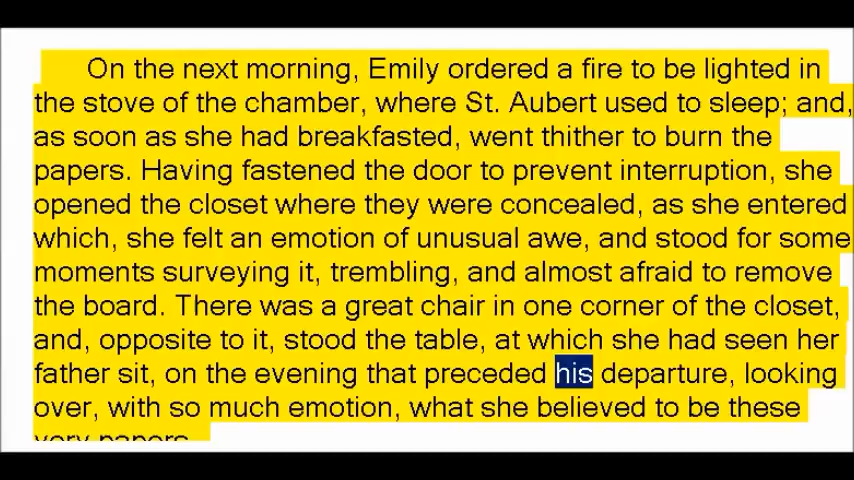 On the next morning, Emily ordered a fire to be lighted in
the stove of the chamber, where St. Aubert used to sleep; and,
as soon as she had breakfasted, went thither to burn the
papers. Having fastened the door to prevent interruption, she
opened the closet where they were concealed, as she entered
which, she felt an emotion of unusual awe, and stood for some
moments surveying it, trembling, and almost afraid to remove
the board. There was a great chair in one corner of the closet,
and, opposite to it, stood the table, at which she had seen her
father sit, on the evening that preceded his departure, looking
over, with so much emotion, what she believed to be these
very papers.